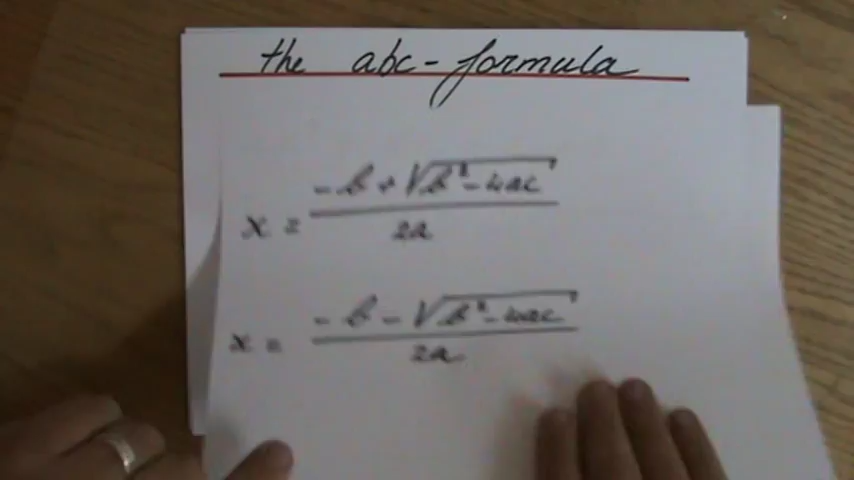 the abc-formula
x = (-b + √(b² - 4ac)) / 2a
x = (-b - √(b² - 4ac)) / 2a